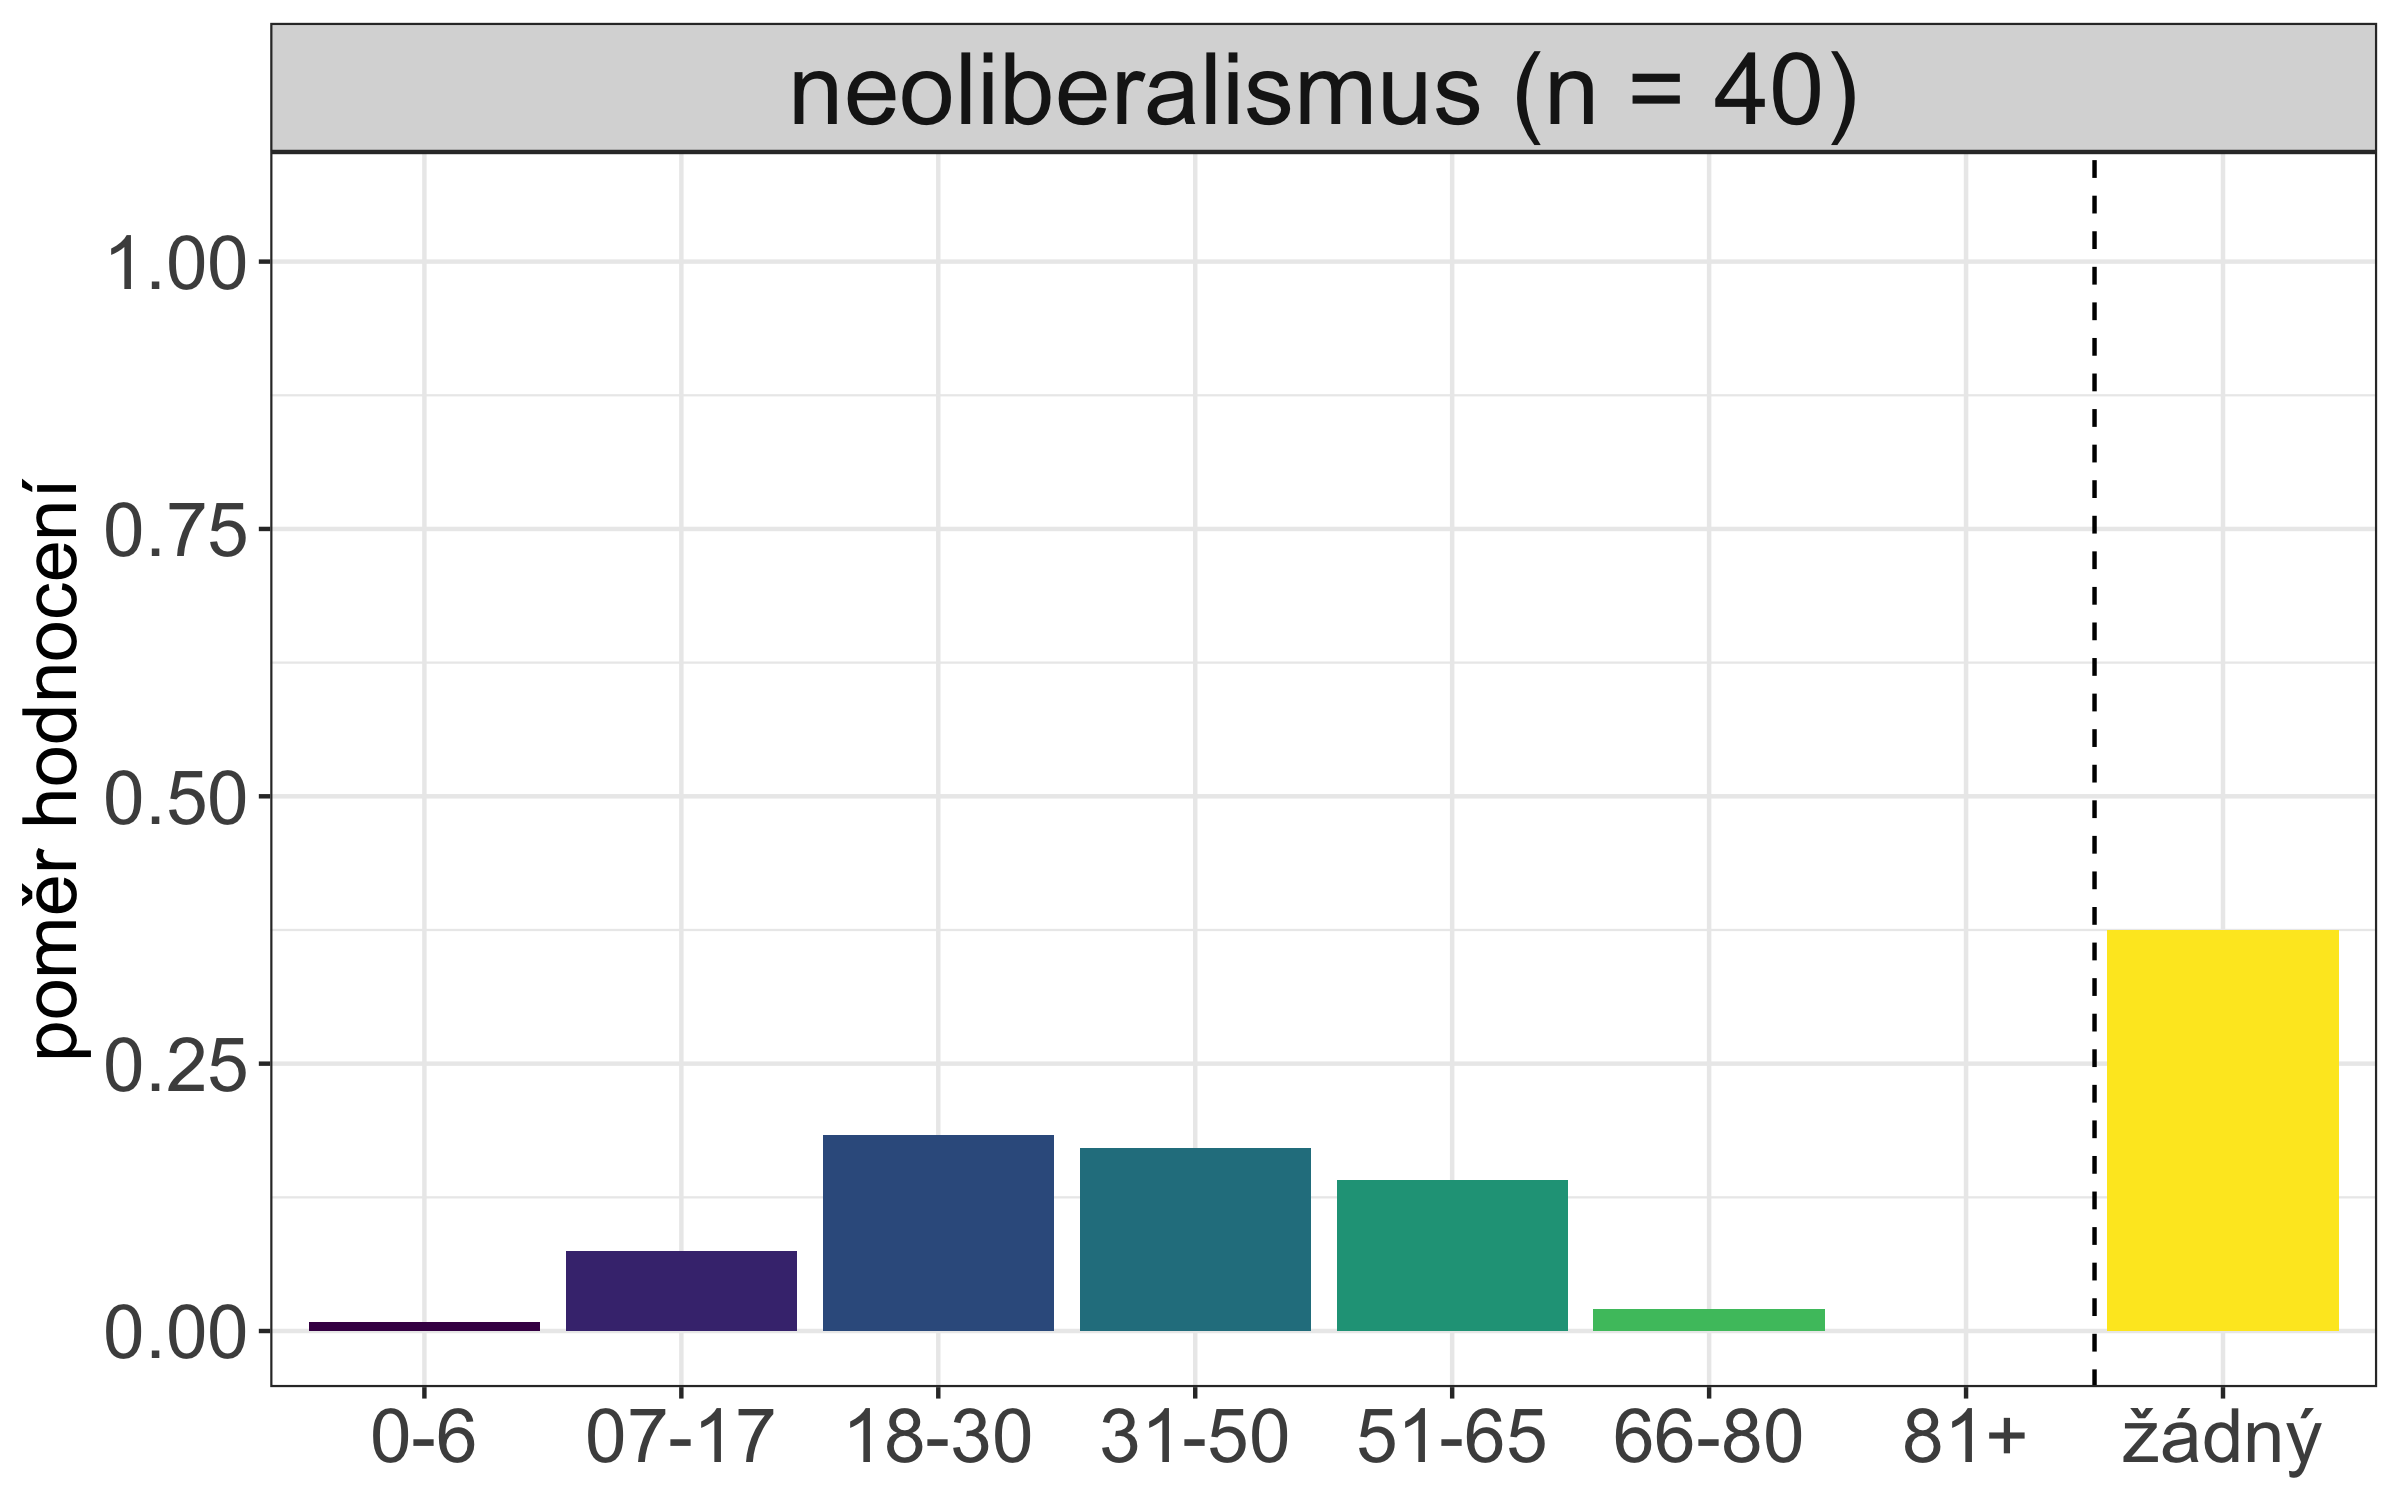 neoliberalismus (n = 40)
poměr hodnocení
1.00
0.75
0.50
0.25
0.00
0-6 07-17 18-30 31-50 51-65 66-80 81+ žádný